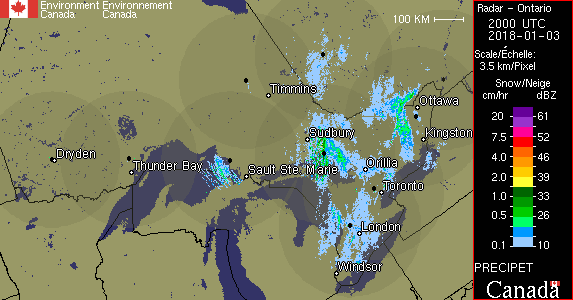 Environment Environnement
Canada Canada
100 KM
Timmins
Ottawa
Sudbury
Kingston
Dryden
Thunder Bay
Sault Ste. Marie
Orillia
Toronto
London
Windsor
Radar - Ontario
2000 UTC
2018-01-03
Scale/Échelle:
3.5 km/Pixel
Snow/Neige
cm/hr dBZ
20 61
7.5 52
4.0 46
2.0 39
1.0 33
0.5 26
0.1 10
PRECIPET
Canada